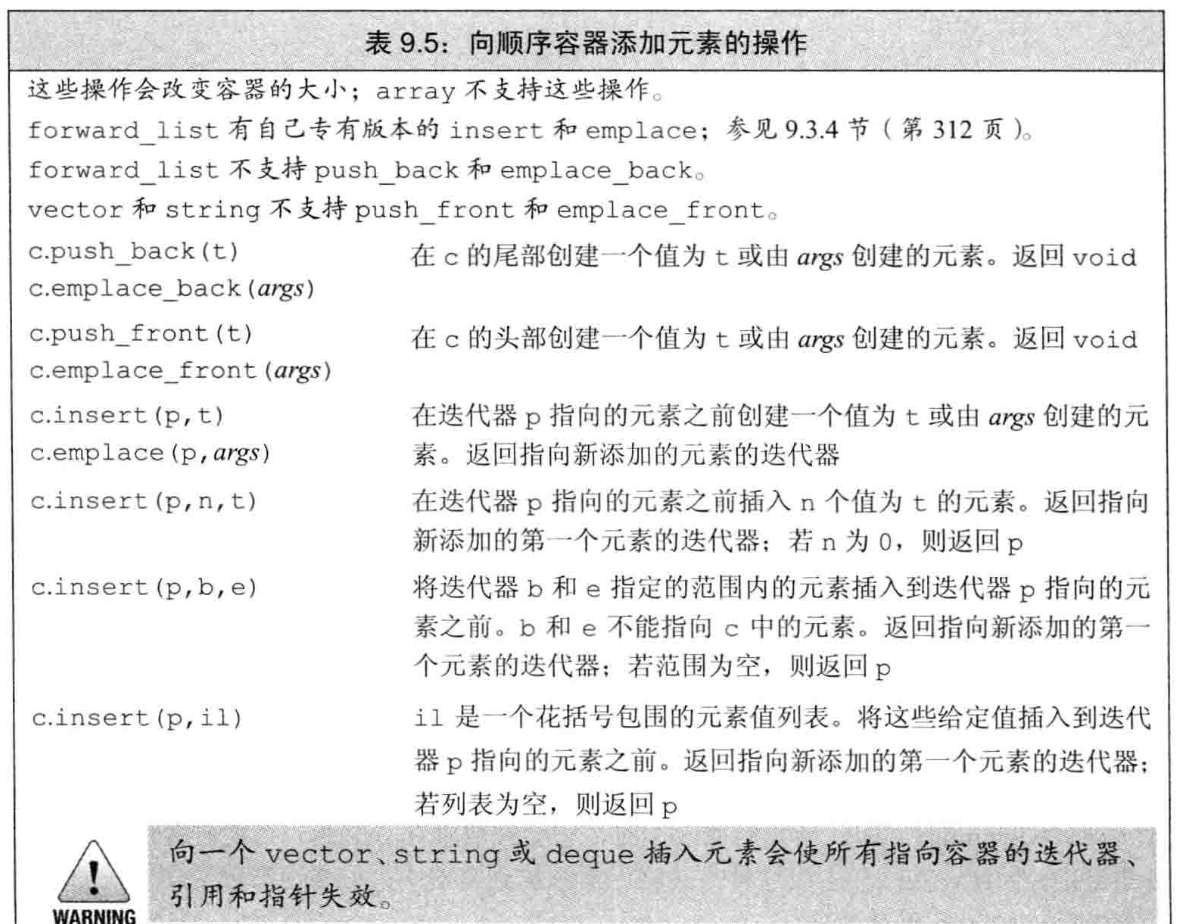 表 9.5：向顺序容器添加元素的操作
这些操作会改变容器的大小；array 不支持这些操作。
forward_list 有自己专有版本的 insert 和 emplace；参见 9.3.4 节（第 312 页）。
forward_list 不支持 push_back 和 emplace_back。
vector 和 string 不支持 push_front 和 emplace_front。
c.push_back(t) 在 c 的尾部创建一个值为 t 或由 args 创建的元素。返回 void
c.emplace_back(args)
c.push_front(t) 在 c 的头部创建一个值为 t 或由 args 创建的元素。返回 void
c.emplace_front(args)
c.insert(p,t) 在迭代器 p 指向的元素之前创建一个值为 t 或由 args 创建的元
c.emplace(p,args) 素。返回指向新添加的元素的迭代器
c.insert(p,n,t) 在迭代器 p 指向的元素之前插入 n 个值为 t 的元素。返回指向
新添加的第一个元素的迭代器；若 n 为 0，则返回 p
c.insert(p,b,e) 将迭代器 b 和 e 指定的范围内的元素插入到迭代器 p 指向的元
素之前。b 和 e 不能指向 c 中的元素。返回指向新添加的第一
个元素的迭代器；若范围为空，则返回 p
c.insert(p,il) il 是一个花括号包围的元素值列表。将这些给定值插入到迭代
器 p 指向的元素之前。返回指向新添加的第一个元素的迭代器；
若列表为空，则返回 p
向一个 vector、string 或 deque 插入元素会使所有指向容器的迭代器、
引用和指针失效。
WARNING